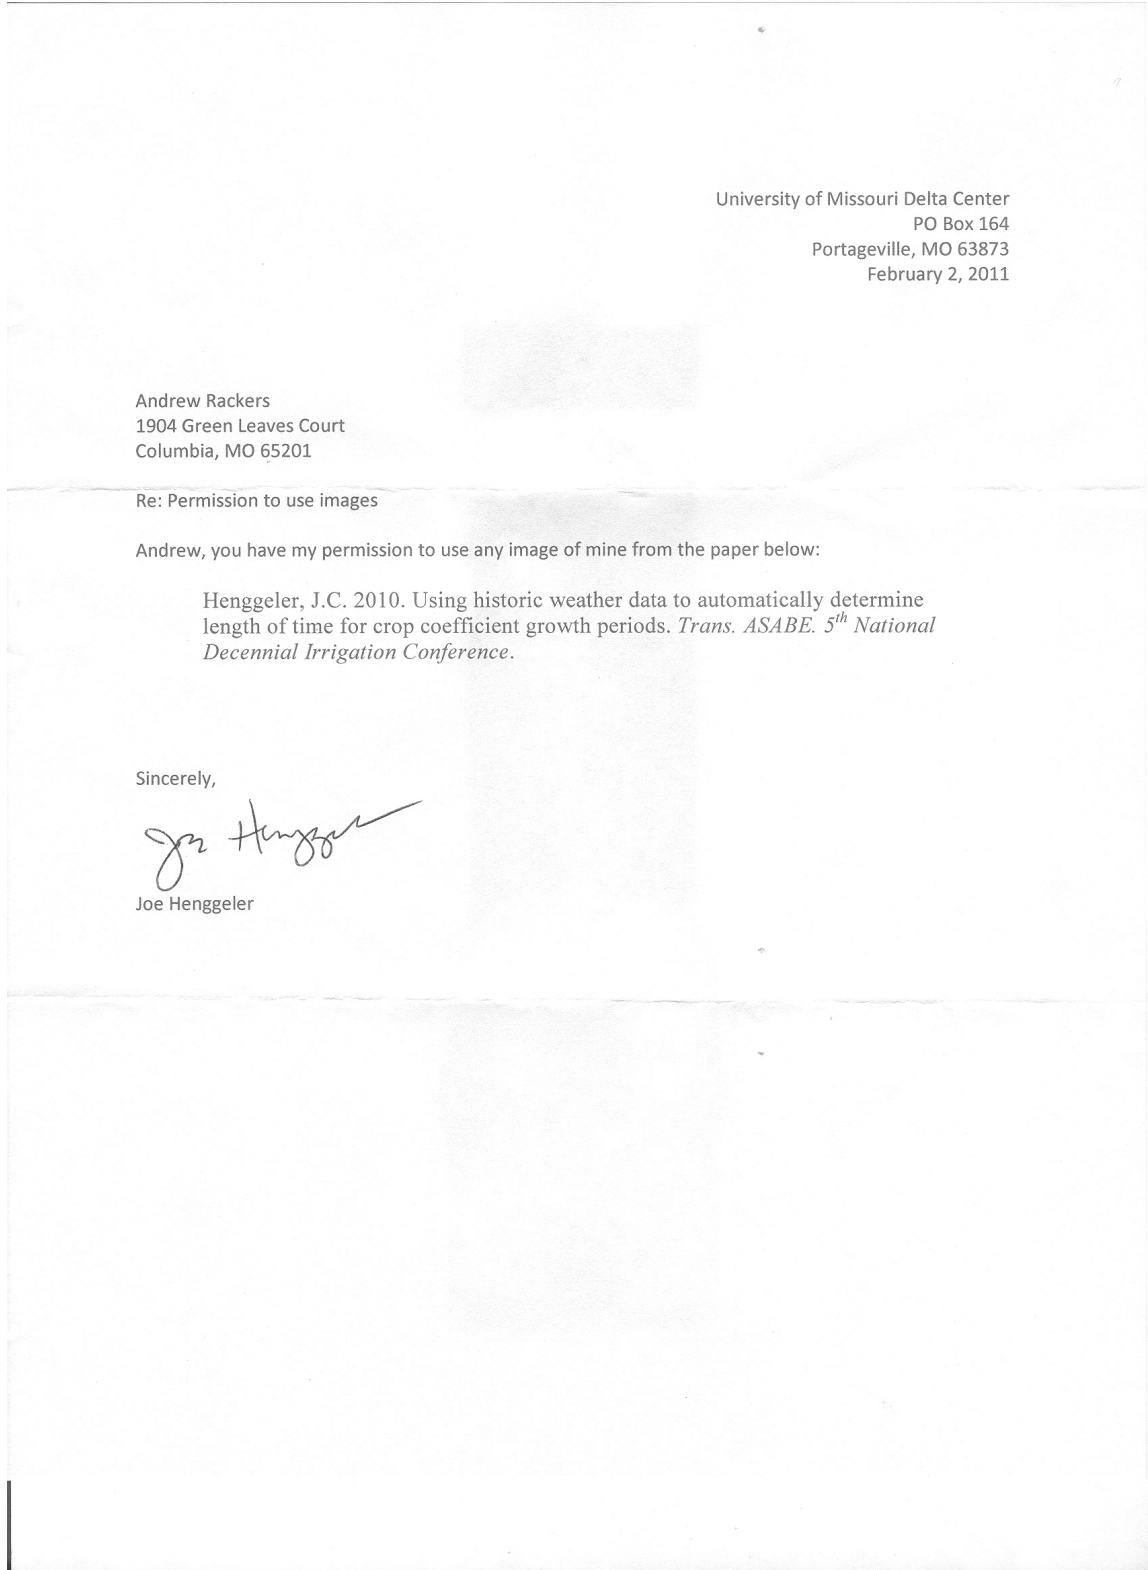 University of Missouri Delta Center
PO Box 164
Portageville, MO 63873
February 2, 2011
Andrew Rackers
1904 Green Leaves Court
Columbia, MO 65201
Re: Permission to use images
Andrew, you have my permission to use any image of mine from the paper below:
Henggeler, J.C. 2010. Using historic weather data to automatically determine
length of time for crop coefficient growth periods. Trans. ASABE. 5th National
Decennial Irrigation Conference.
Sincerely,
Joe Henggeler
Joe Henggeler